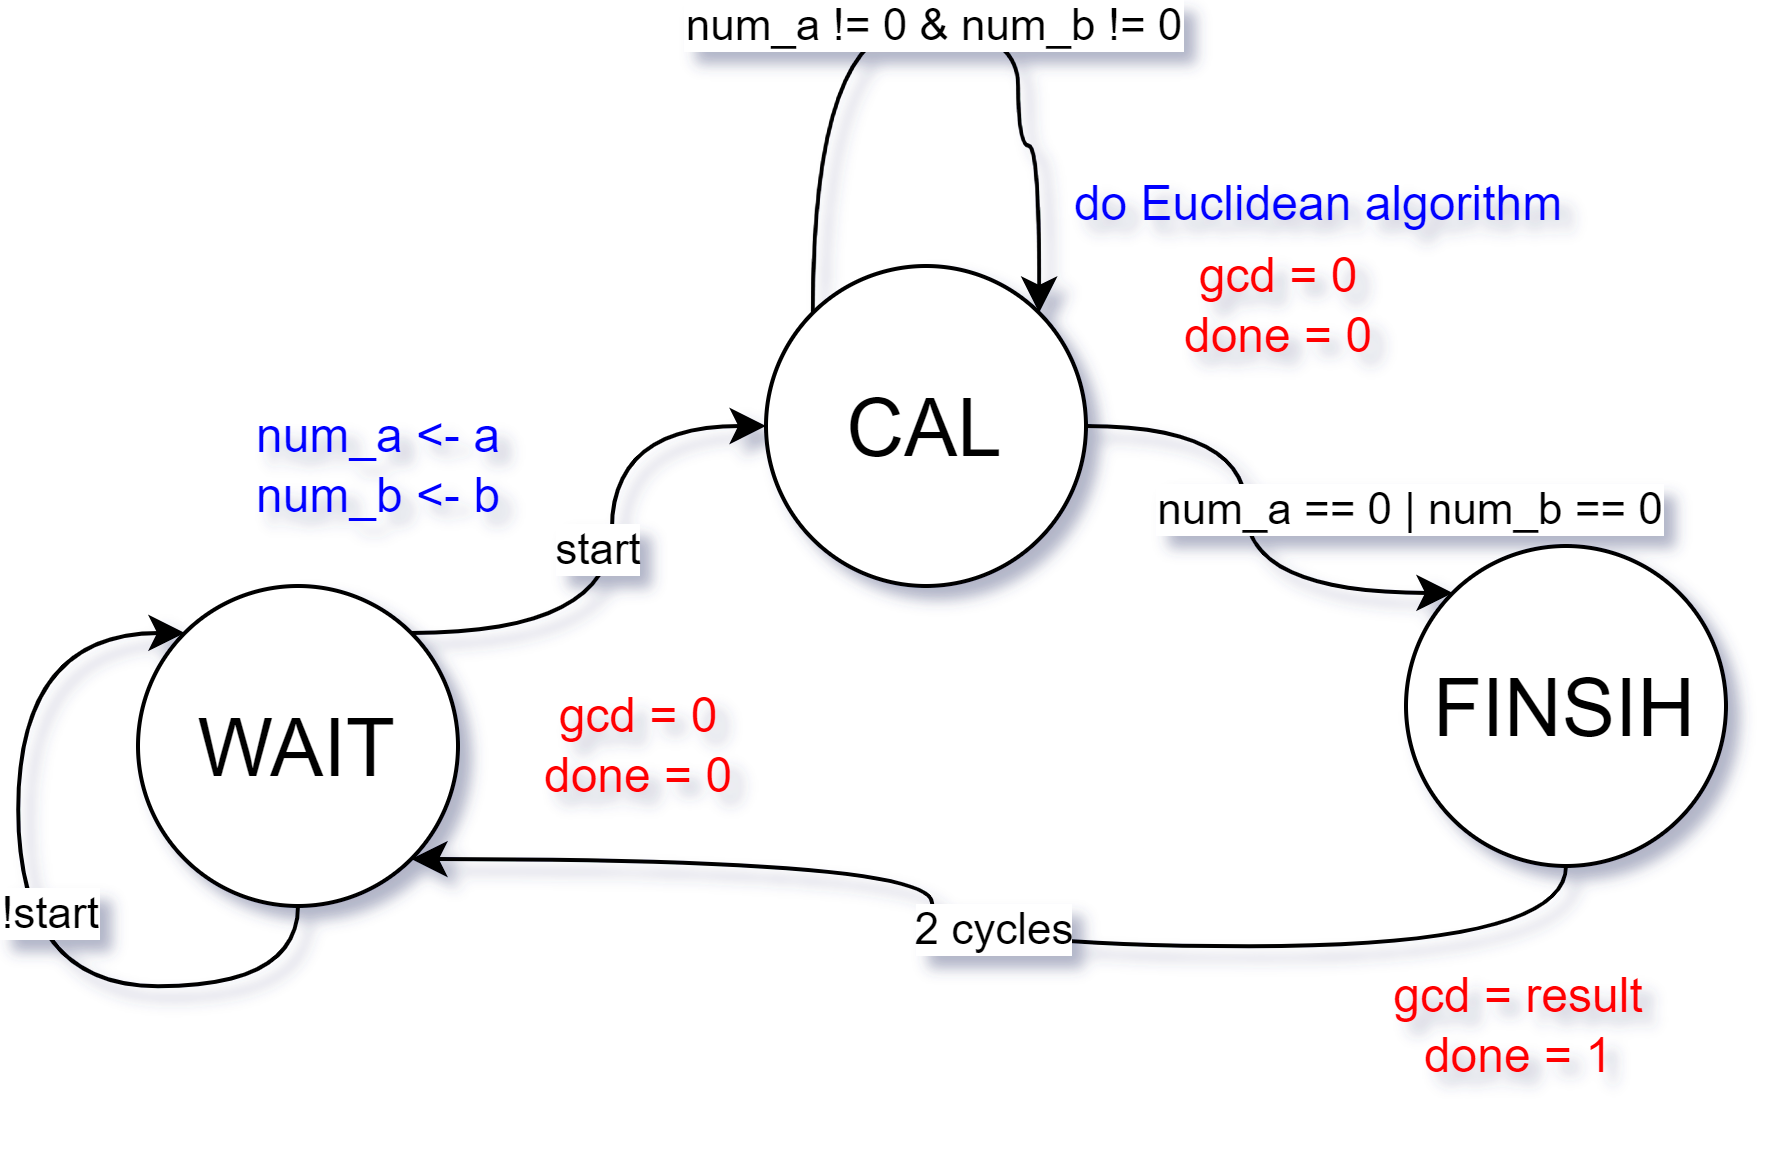 num_a != 0 & num_b != 0
do Euclidean algorithm
gcd = 0
done = 0
CAL
num_a <- a
num_b <- b
start
num_a == 0 | num_b == 0
WAIT
gcd = 0
done = 0
FINSIH
!start
2 cycles
gcd = result
done = 1